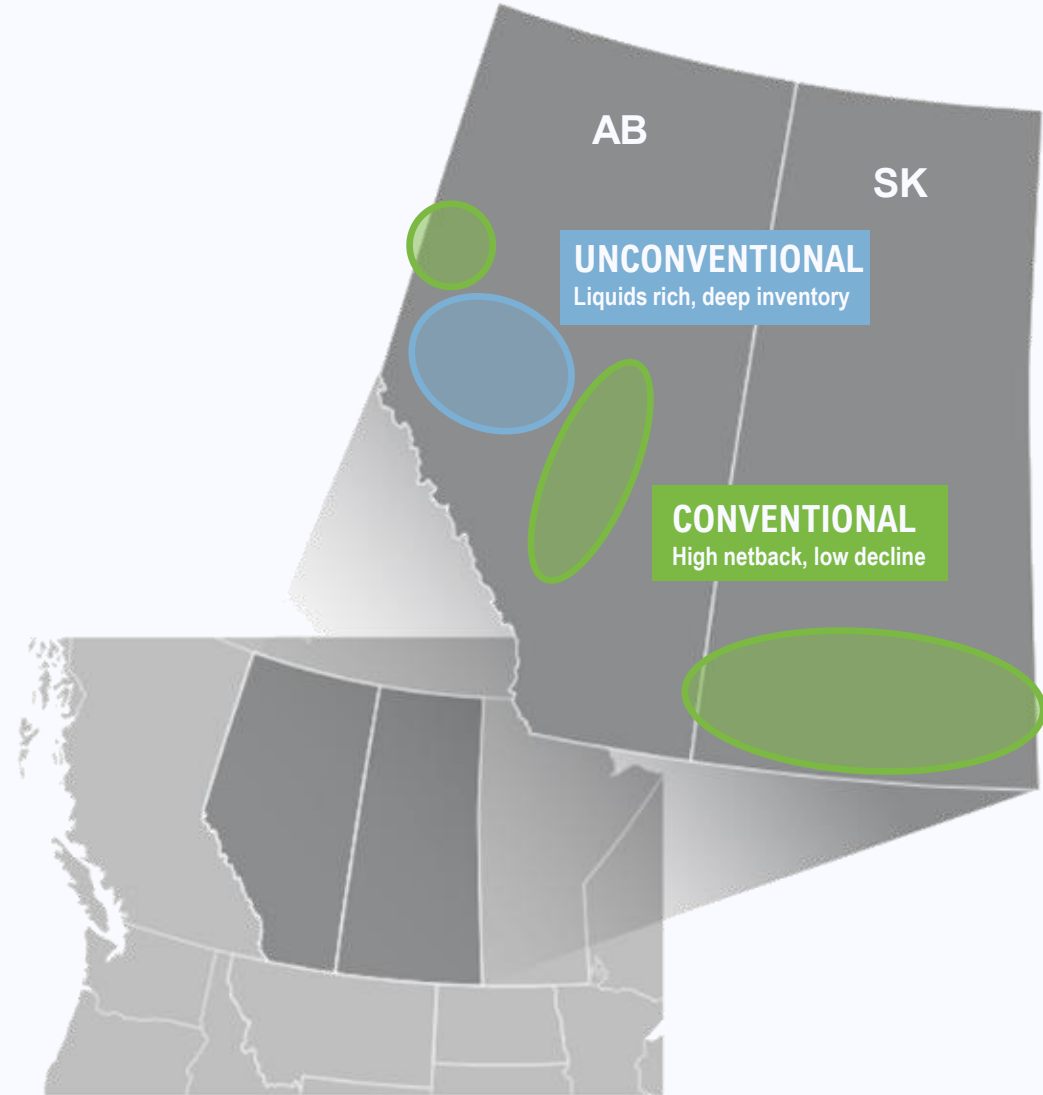 AB
SK
UNCONVENTIONAL
Liquids rich, deep inventory
CONVENTIONAL
High netback, low decline